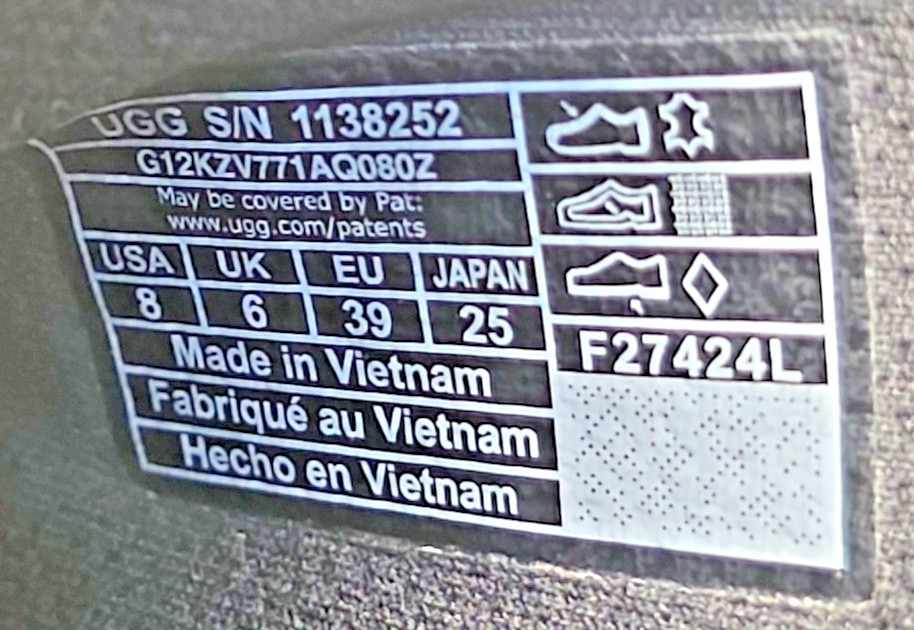 UGG S/N 1138252
G12KZV771AQ080Z
May be covered by Pat:
www.ugg.com/patents
USA UK EU JAPAN
8 6 39 25
Made in Vietnam
Fabriqué au Vietnam
Hecho en Vietnam
F27424L